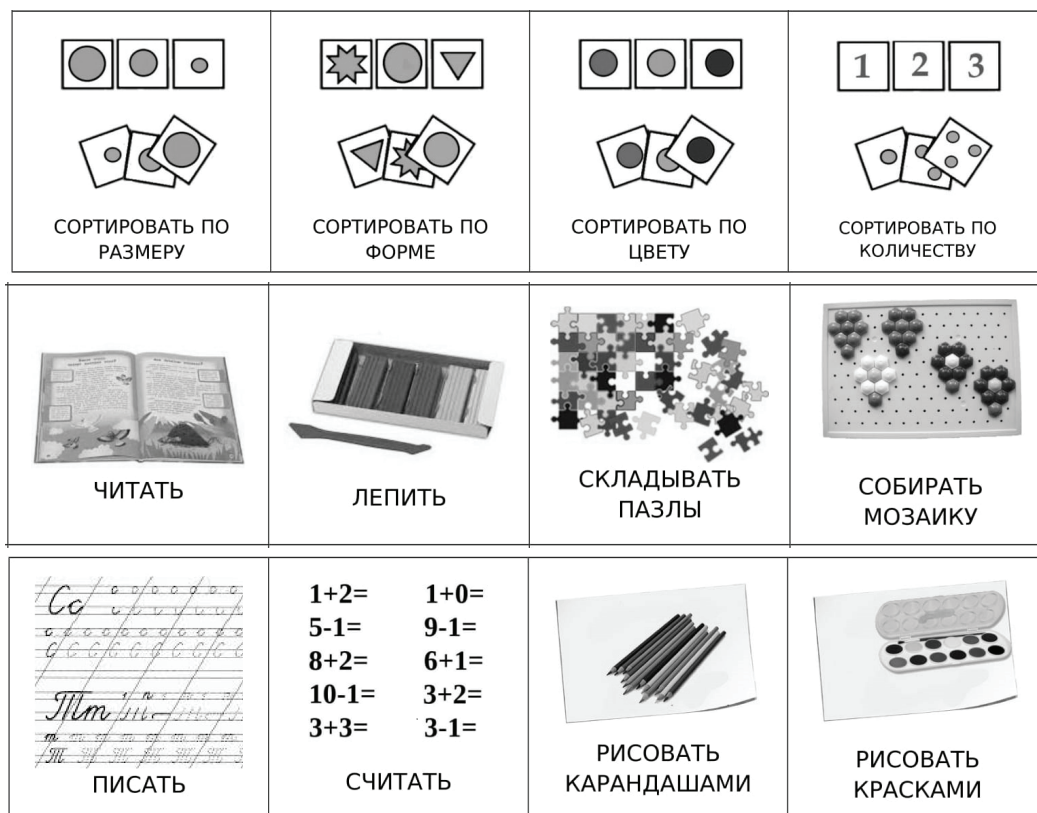 1 2 3
СОРТИРОВАТЬ ПО
РАЗМЕРУ
СОРТИРОВАТЬ ПО
ФОРМЕ
СОРТИРОВАТЬ ПО
ЦВЕТУ
СОРТИРОВАТЬ ПО
КОЛИЧЕСТВУ
ЧИТАТЬ
ЛЕПИТЬ
СКЛАДЫВАТЬ
ПАЗЛЫ
СОБИРАТЬ
МОЗАИКУ
Сс
Тт
ПИСАТЬ
1+2= 1+0=
5-1= 9-1=
8+2= 6+1=
10-1= 3+2=
3+3= 3-1=
СЧИТАТЬ
РИСОВАТЬ
КАРАНДАШАМИ
РИСОВАТЬ
КРАСКАМИ